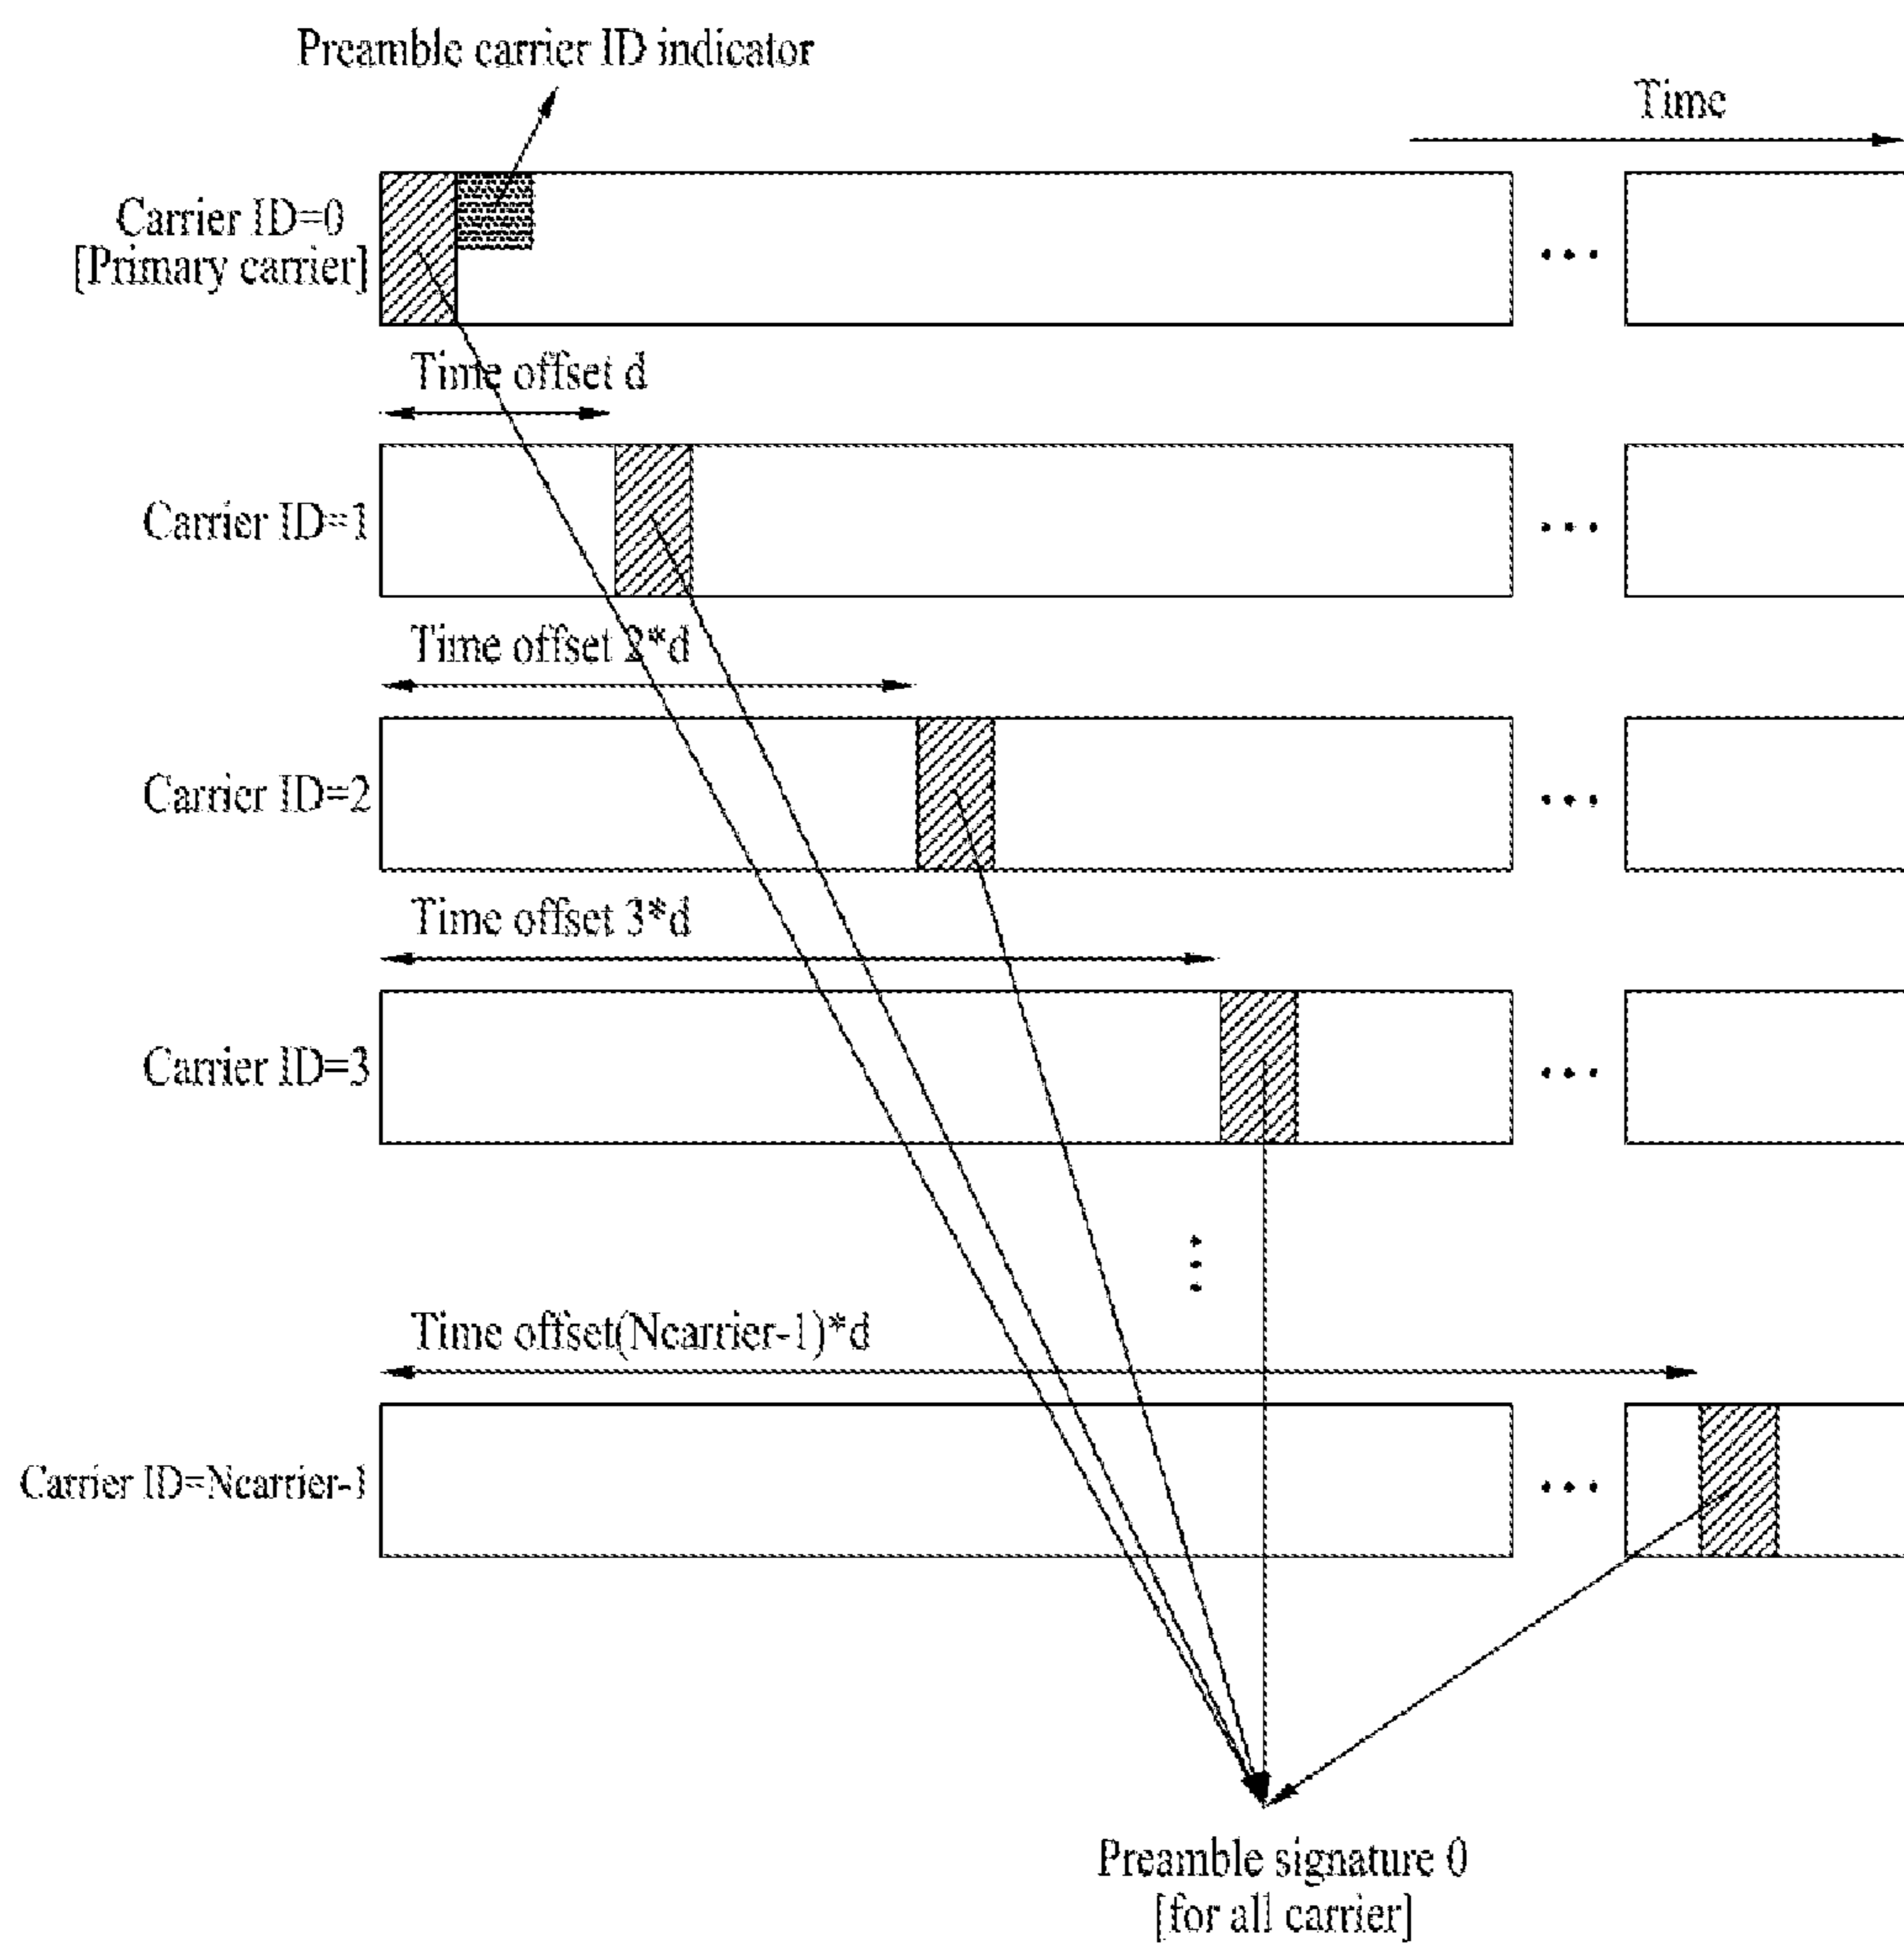 Preamble carrier ID indicator
Time
Carrier ID=0
[Primary carrier]
Time offset d
Carrier ID=1
Time offset 2*d
Carrier ID=2
Time offset 3*d
Carrier ID=3
Time offset(Ncarrier-1)*d
Carrier ID=Ncarrier-1
Preamble signature 0
[for all carrier]